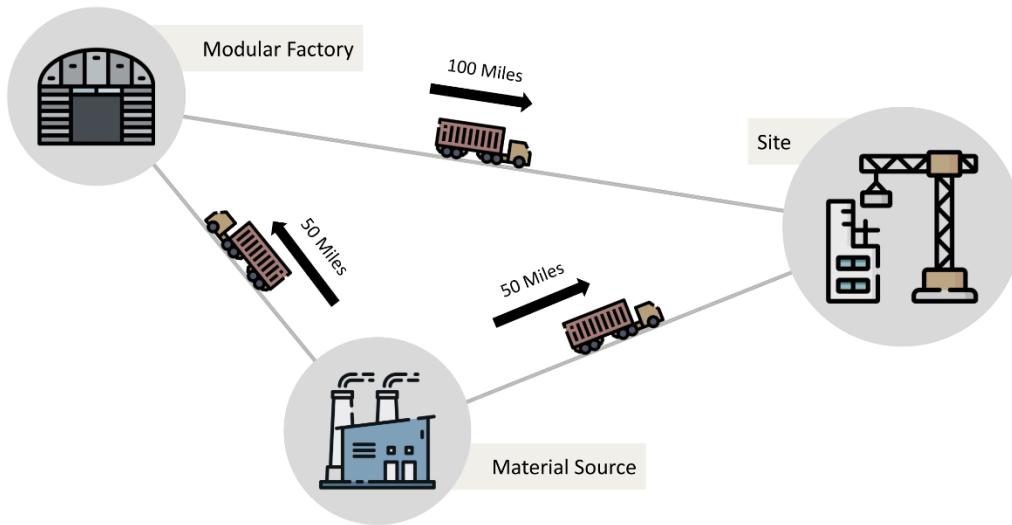 Modular Factory
100 Miles
Site
50 Miles
50 Miles
Material Source